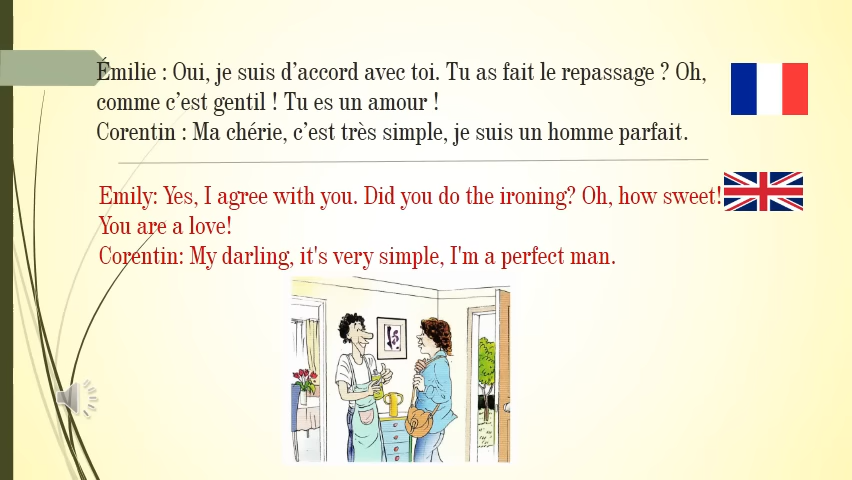 Émilie : Oui, je suis d’accord avec toi. Tu as fait le repassage ? Oh,
comme c’est gentil ! Tu es un amour !
Corentin : Ma chérie, c’est très simple, je suis un homme parfait.
Emily: Yes, I agree with you. Did you do the ironing? Oh, how sweet!
You are a love!
Corentin: My darling, it's very simple, I'm a perfect man.